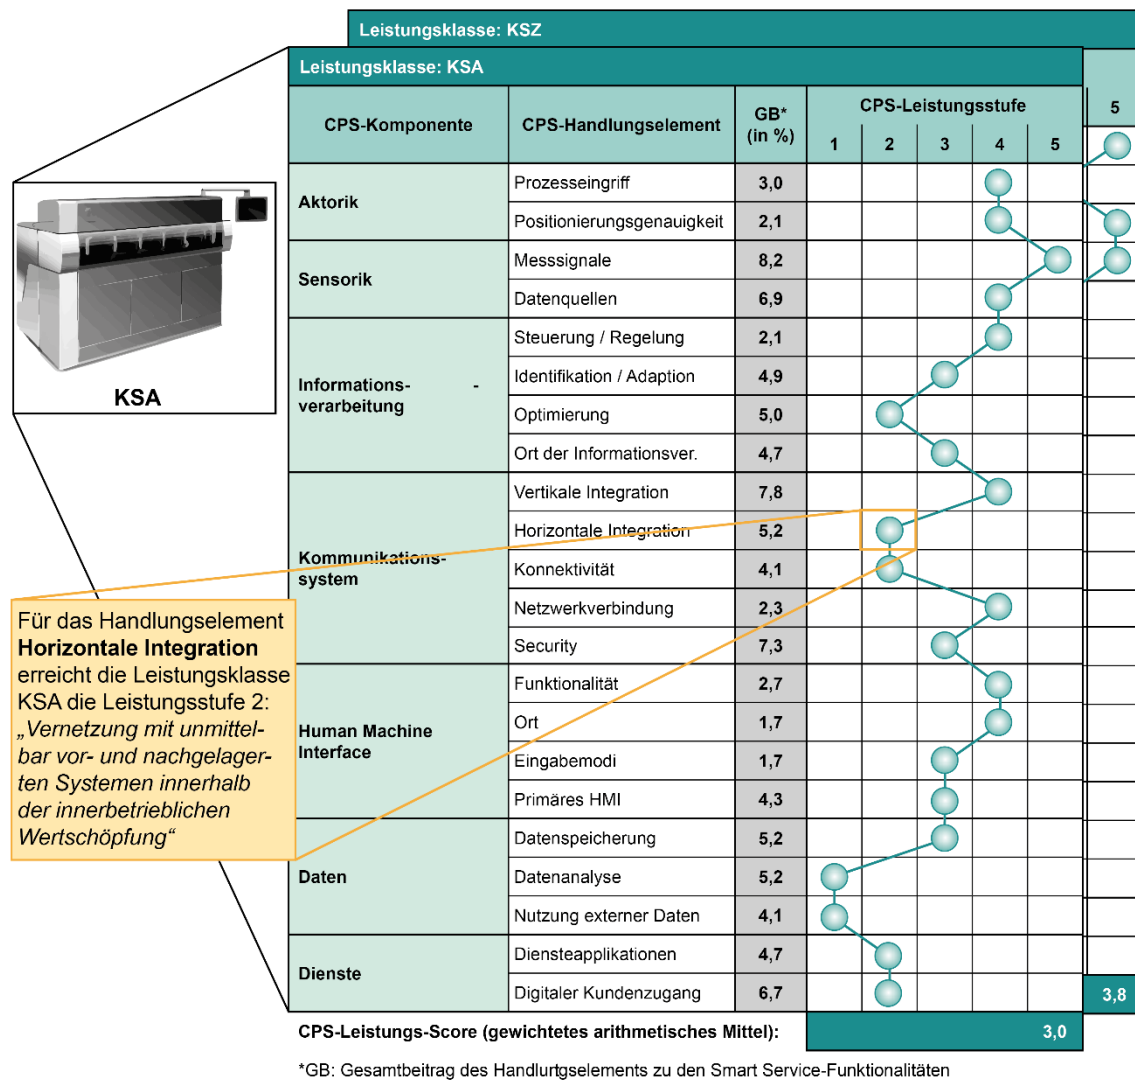 Leistungsklasse: KSZ
Leistungsklasse: KSA
CPS-Komponente CPS-Handlungselement GB* (in %) CPS-Leistungsstufe
1 2 3 4 5 5
Aktorik
Prozesseingriff 3,0
Positionierungsgenauigkeit 2,1
Sensorik
Messsignale 8,2
Datenquellen 6,9
Informations- -
verarbeitung
Steuerung / Regelung 2,1
Identifikation / Adaption 4,9
Optimierung 5,0
Ort der Informationsver. 4,7
KSA
Kommunikations-
system
Vertikale Integration 7,8
Horizontale Integration 5,2
Konnektivität 4,1
Netzwerkverbindung 2,3
Security 7,3
Für das Handlungselement
Horizontale Integration
erreicht die Leistungsklasse
KSA die Leistungsstufe 2:
„Vernetzung mit unmittel-
bar vor- und nachgelager-
ten Systemen innerhalb
der innerbetrieblichen
Wertschöpfung“
Human Machine
Interface
Funktionalität 2,7
Ort 1,7
Eingabemodi 1,7
Primäres HMI 4,3
Daten
Datenspeicherung 5,2
Datenanalyse 5,2
Nutzung externer Daten 4,1
Dienste
Diensteapplikationen 4,7
Digitaler Kundenzugang 6,7
3,8
CPS-Leistungs-Score (gewichtetes arithmetisches Mittel): 3,0
*GB: Gesamtbeitrag des Handlurtgselements zu den Smart Service-Funktionalitäten